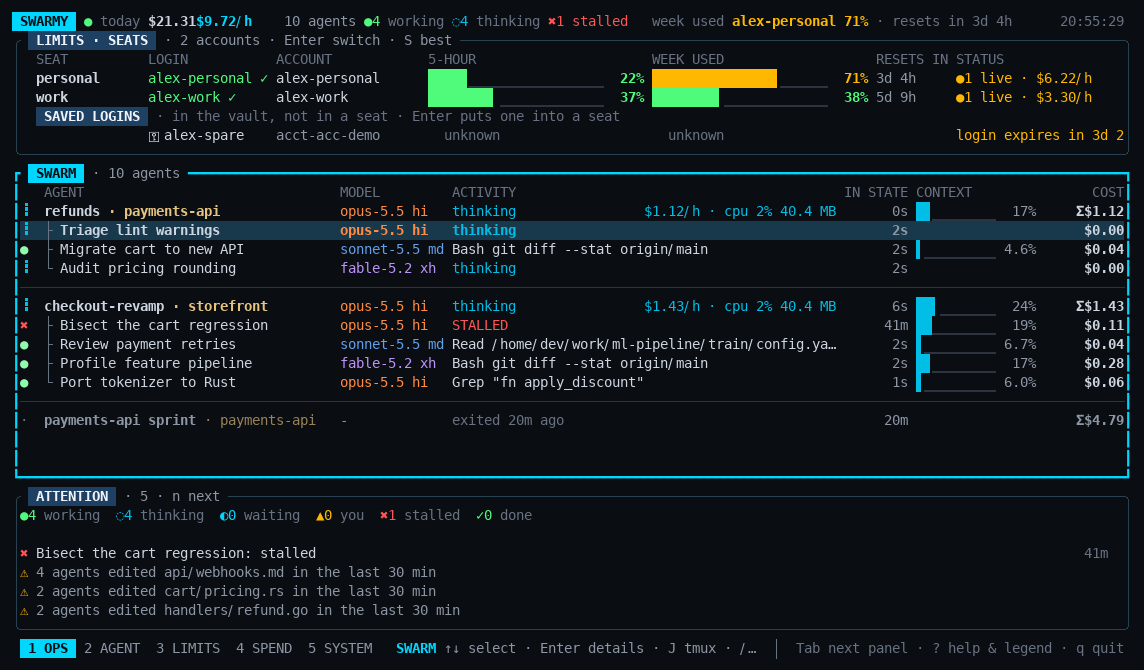 SWARMY ● today $21.31$9.72/h 10 agents ●4 working ◌4 thinking ✖1 stalled week used alex-personal 71% · resets in 3d 4h 20:55:29
LIMITS · SEATS · 2 accounts · Enter switch · S best
SEAT LOGIN ACCOUNT 5-HOUR WEEK USED RESETS IN STATUS
personal alex-personal ✓ alex-personal 22% 71% 3d 4h ●1 live · $6.22/h
work alex-work ✓ alex-work 37% 38% 5d 9h ●1 live · $3.30/h
SAVED LOGINS · in the vault, not in a seat · Enter puts one into a seat
alex-spare acct-acc-demo unknown unknown login expires in 3d 2
SWARM · 10 agents
AGENT MODEL ACTIVITY IN STATE CONTEXT COST
refunds · payments-api opus-5.5 hi thinking $1.12/h · cpu 2% 40.4 MB 0s 17% Σ$1.12
├ Triage lint warnings opus-5.5 hi thinking 2s $0.00
● ├ Migrate cart to new API sonnet-5.5 md Bash git diff --stat origin/main 2s 4.6% $0.04
└ Audit pricing rounding fable-5.2 xh thinking 2s $0.00
checkout-revamp · storefront opus-5.5 hi thinking $1.43/h · cpu 2% 40.4 MB 6s 24% Σ$1.43
✖ ├ Bisect the cart regression opus-5.5 hi STALLED 41m 19% $0.11
● ├ Review payment retries sonnet-5.5 md Read /home/dev/work/ml-pipeline/train/config.ya… 2s 6.7% $0.04
● ├ Profile feature pipeline fable-5.2 xh Bash git diff --stat origin/main 2s 17% $0.28
● └ Port tokenizer to Rust opus-5.5 hi Grep "fn apply_discount" 1s 6.0% $0.06
· payments-api sprint · payments-api - exited 20m ago 20m Σ$4.79
ATTENTION · 5 · n next
●4 working ◌4 thinking ◐0 waiting ▲0 you ✖1 stalled ✓0 done
✖ Bisect the cart regression: stalled 41m
⚠ 4 agents edited api/webhooks.md in the last 30 min
⚠ 2 agents edited cart/pricing.rs in the last 30 min
⚠ 2 agents edited handlers/refund.go in the last 30 min
1 OPS 2 AGENT 3 LIMITS 4 SPEND 5 SYSTEM SWARM ↑↓ select · Enter details · J tmux · /… │ Tab next panel · ? help & legend · q quit